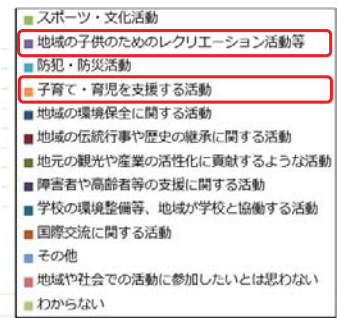 スポーツ・文化活動
地域の子供のためのレクリエーション活動等
防犯・防災活動
子育て・育児を支援する活動
地域の環境保全に関する活動
地域の伝統行事や歴史の継承に関する活動
地元の観光や産業の活性化に貢献するような活動
障害者や高齢者等の支援に関する活動
学校の環境整備等、地域が学校と協働する活動
国際交流に関する活動
その他
地域や社会での活動に参加したいとは思わない
わからない